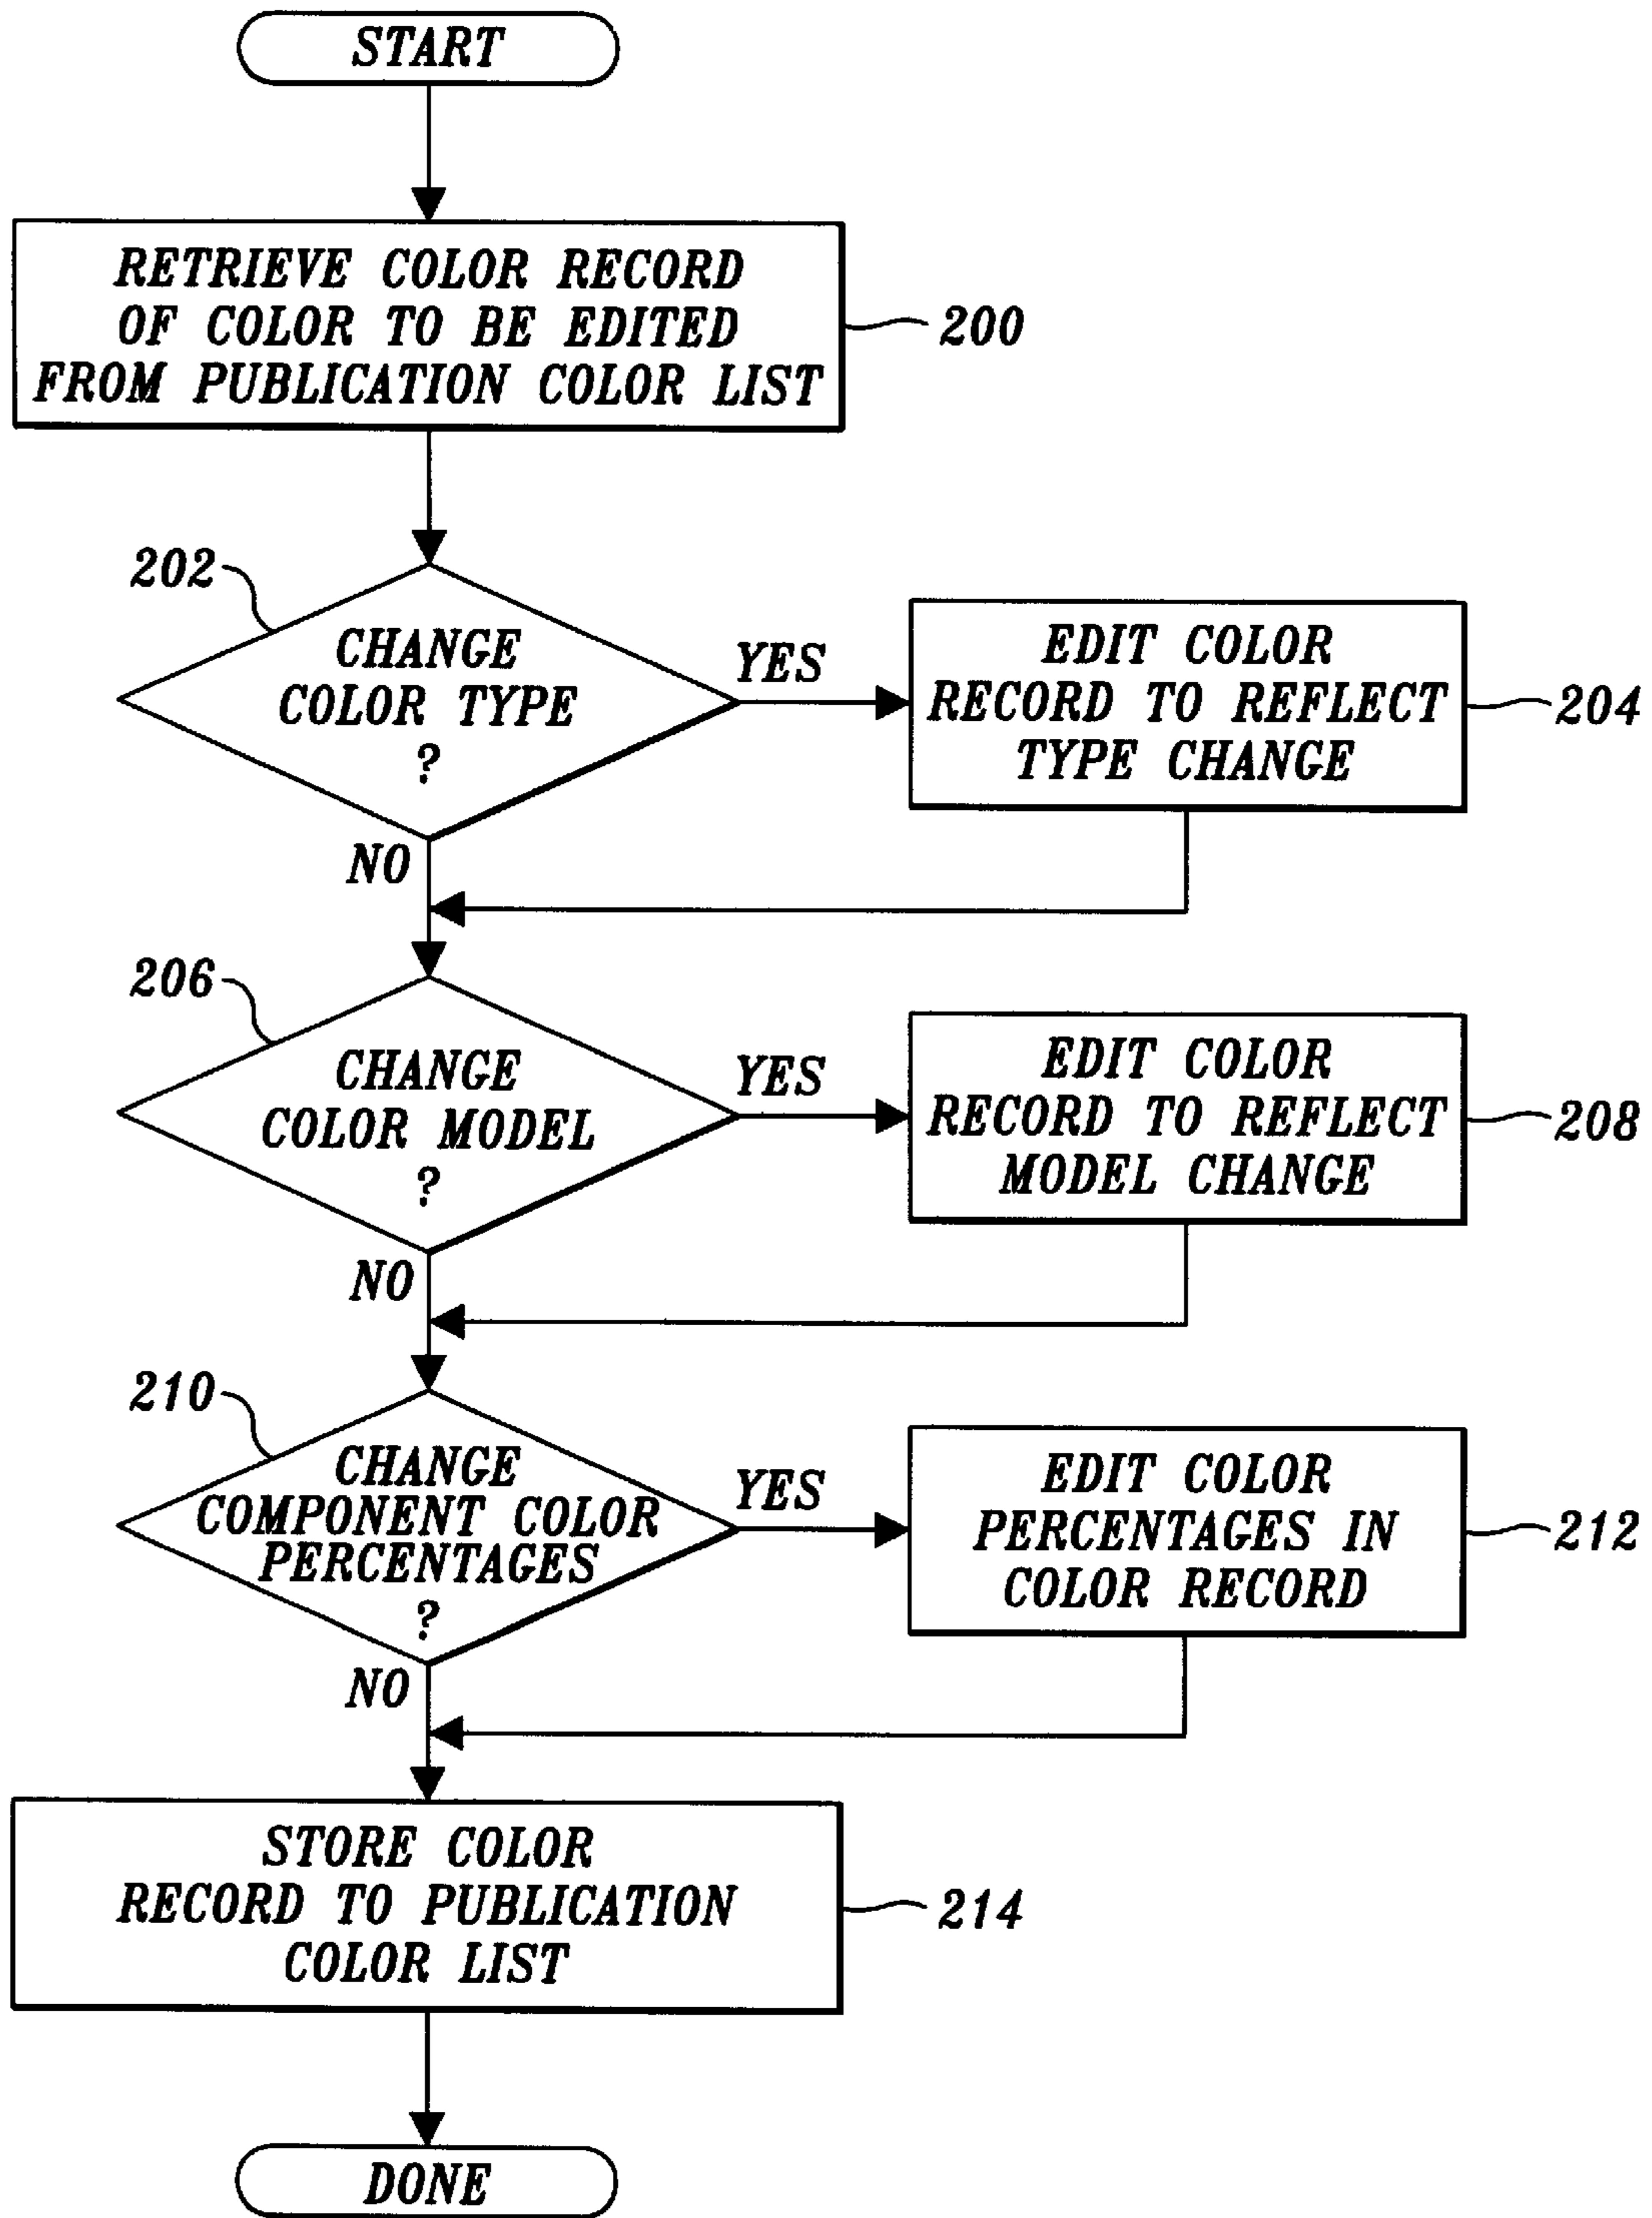 START
RETRIEVE COLOR RECORD
OF COLOR TO BE EDITED
FROM PUBLICATION COLOR LIST
200
202
CHANGE
COLOR TYPE
?
YES
EDIT COLOR
RECORD TO REFLECT
TYPE CHANGE
204
NO
206
CHANGE
COLOR MODEL
?
YES
EDIT COLOR
RECORD TO REFLECT
MODEL CHANGE
208
NO
210
CHANGE
COMPONENT COLOR
PERCENTAGES
?
YES
EDIT COLOR
PERCENTAGES IN
COLOR RECORD
212
NO
STORE COLOR
RECORD TO PUBLICATION
COLOR LIST
214
DONE